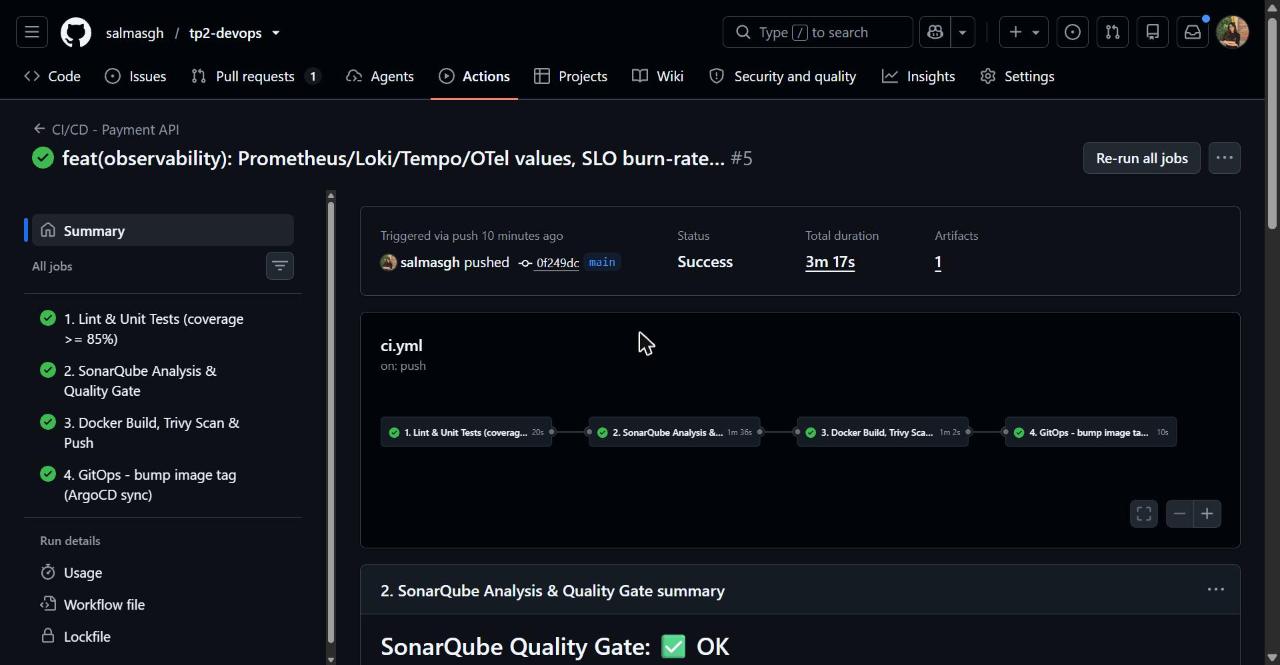 salmasgh / tp2-devops
Type / to search
Code
Issues
Pull requests 1
Agents
Actions
Projects
Wiki
Security and quality
Insights
Settings
CI/CD - Payment API
feat(observability): Prometheus/Loki/Tempo/OTel values, SLO burn-rate... #5
Re-run all jobs
Summary
All jobs
1. Lint & Unit Tests (coverage
>= 85%)
2. SonarQube Analysis &
Quality Gate
3. Docker Build, Trivy Scan &
Push
4. GitOps - bump image tag
(ArgoCD sync)
Run details
Usage
Workflow file
Lockfile
Triggered via push 10 minutes ago
salmasgh pushed 0f249dc main
Status
Success
Total duration
3m 17s
Artifacts
1
ci.yml
on: push
1. Lint & Unit Tests (coverag... 20s
2. SonarQube Analysis &... 1m 36s
3. Docker Build, Trivy Sca... 1m 2s
4. GitOps - bump image ta... 10s
2. SonarQube Analysis & Quality Gate summary
SonarQube Quality Gate: ✅ OK